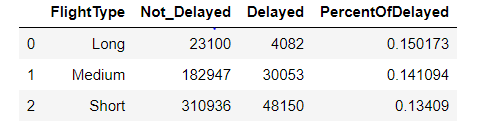 FlightType Not_Delayed Delayed PercentOfDelayed
0 Long 23100 4082 0.150173
1 Medium 182947 30053 0.141094
2 Short 310936 48150 0.13409